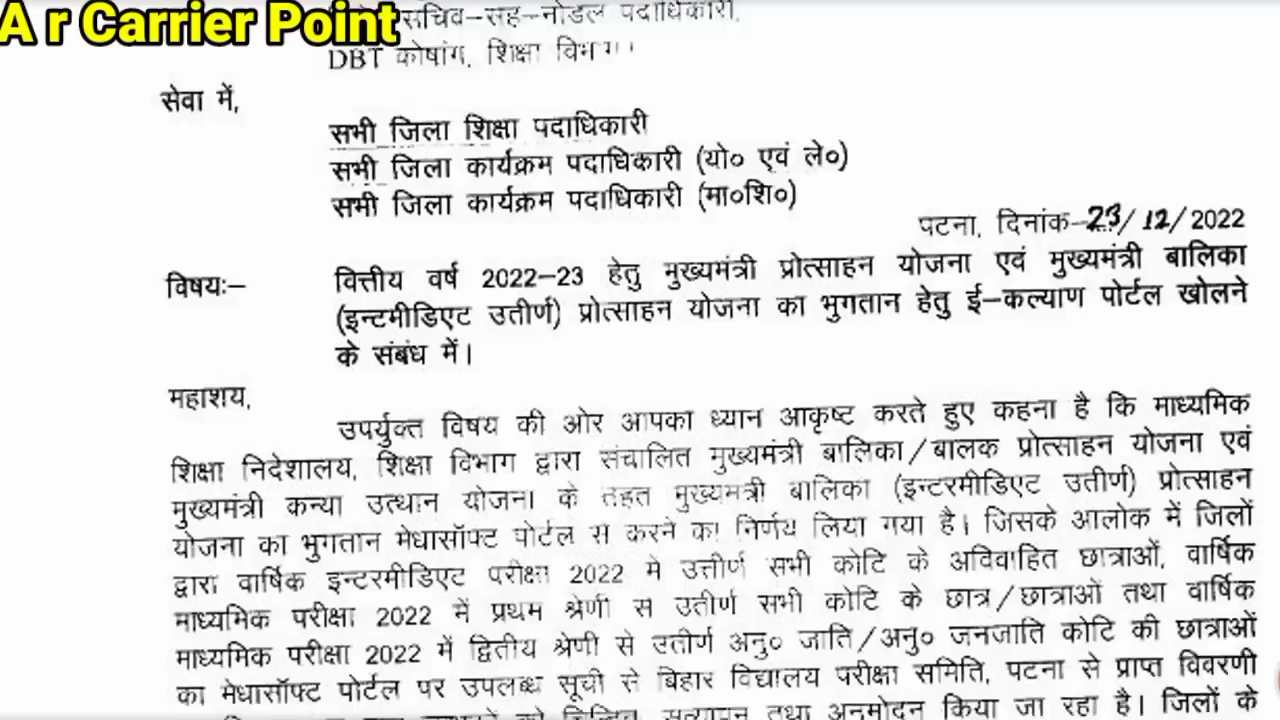 A r Carrier Point
सचिव–सह–नोडल पदाधिकारी,
DBT कोषांग, शिक्षा विभाग।
सेवा में,
सभी जिला शिक्षा पदाधिकारी
सभी जिला कार्यक्रम पदाधिकारी (यो० एवं ले०)
सभी जिला कार्यक्रम पदाधिकारी (मा०शि०)
पटना, दिनांक–23/12/2022
विषयः– वित्तीय वर्ष 2022–23 हेतु मुख्यमंत्री प्रोत्साहन योजना एवं मुख्यमंत्री बालिका
(इन्टमीडिएट उतीर्ण) प्रोत्साहन योजना का भुगतान हेतु ई–कल्याण पोर्टल खोलने
के संबंध में।
महाशय,
उपर्युक्त विषय की ओर आपका ध्यान आकृष्ट करते हुए कहना है कि माध्यमिक
शिक्षा निदेशालय, शिक्षा विभाग द्वारा संचालित मुख्यमंत्री बालिका/बालक प्रोत्साहन योजना एवं
मुख्यमंत्री कन्या उत्थान योजना के तहत मुख्यमंत्री बालिका (इन्टरमीडिएट उतीर्ण) प्रोत्साहन
योजना का भुगतान मेधासॉफ्ट पोर्टल से करने का निर्णय लिया गया है। जिसके आलोक में जिलों
द्वारा वार्षिक इन्टरमीडिएट परीक्षा 2022 में उत्तीर्ण सभी कोटि के अविवाहित छात्राओं, वार्षिक
माध्यमिक परीक्षा 2022 में प्रथम श्रेणी से उतीर्ण सभी कोटि के छात्र/छात्राओं तथा वार्षिक
माध्यमिक परीक्षा 2022 में द्वितीय श्रेणी से उतीर्ण अनु० जाति/अनु० जनजाति कोटि की छात्राओं
का मेधासॉफ्ट पोर्टल पर उपलब्ध सूची से बिहार विद्यालय परीक्षा समिति, पटना से प्राप्त विवरणी
को चिन्हित, सत्यापन तथा अनुमोदन किया जा रहा है। जिलों के